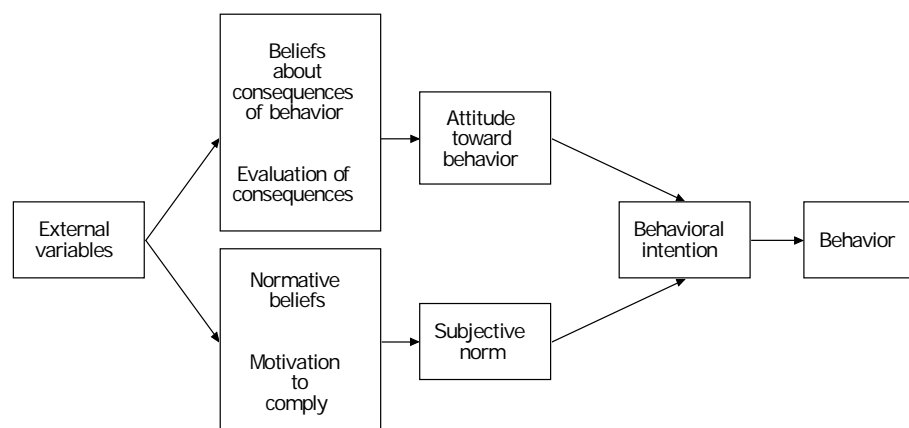 Beliefs
about
consequences
of behavior
Evaluation of
consequences
Attitude
toward
behavior
External
variables
Behavioral
intention
Behavior
Normative
beliefs
Motivation
to
comply
Subjective
norm